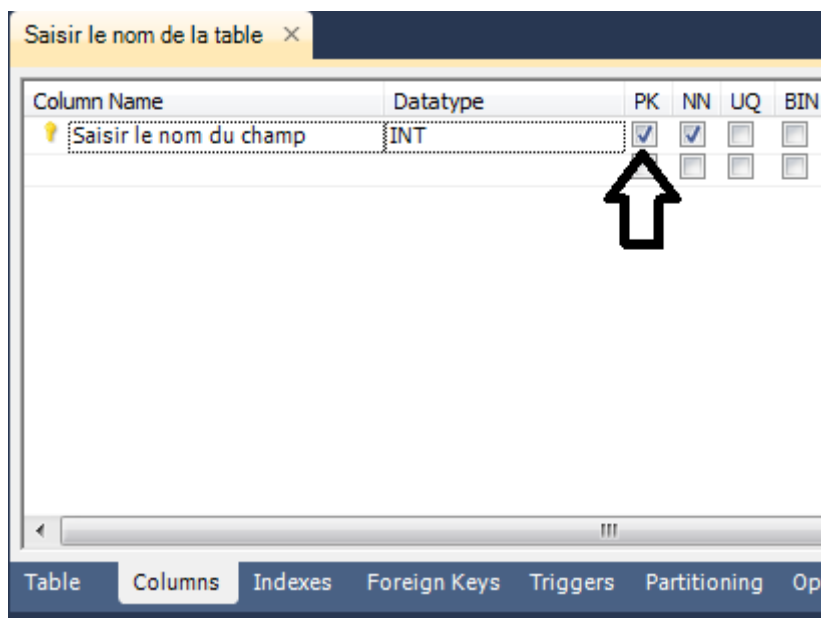 Saisir le nom de la table
Column Name Datatype PK NN UQ BIN
Saisir le nom du champ INT
Table Columns Indexes Foreign Keys Triggers Partitioning Op